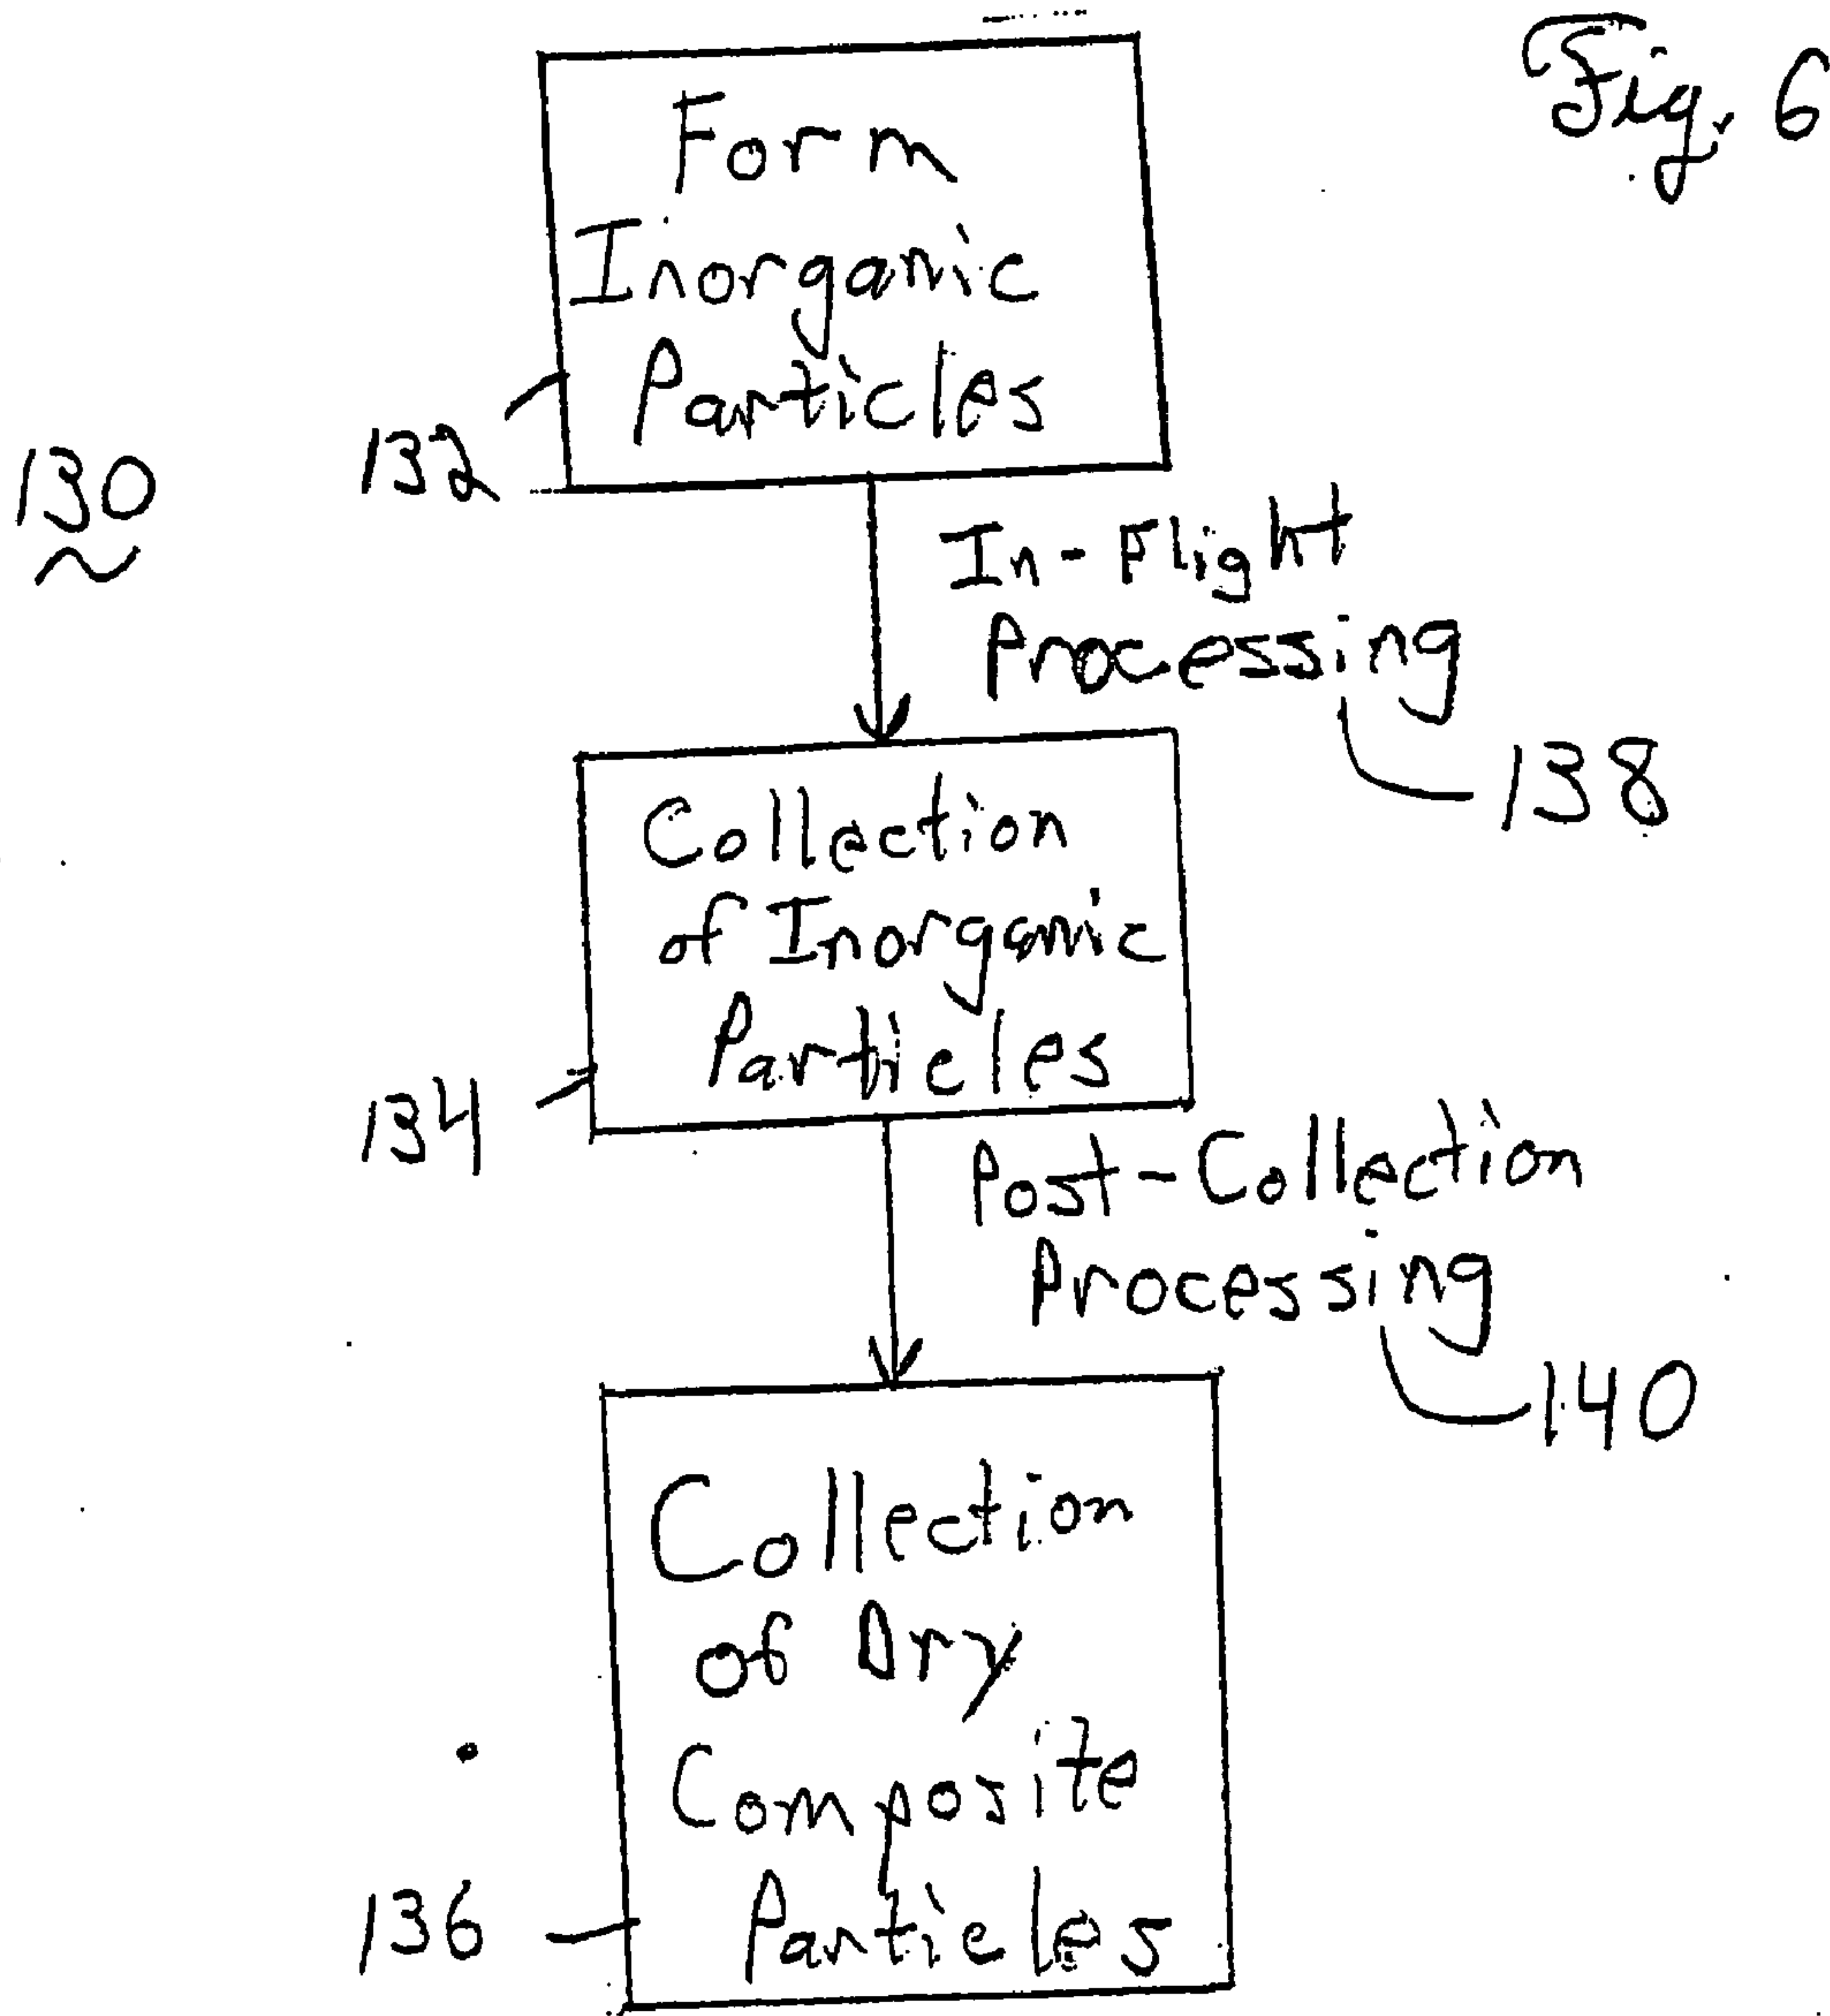 Fig. 6
Form
Inorganic
Particles
132
130
In-Flight
Processing
138
Collection
of Inorganic
Particles
134
Post-Collection
Processing
140
Collection
of Dry
Composite
Particles
136